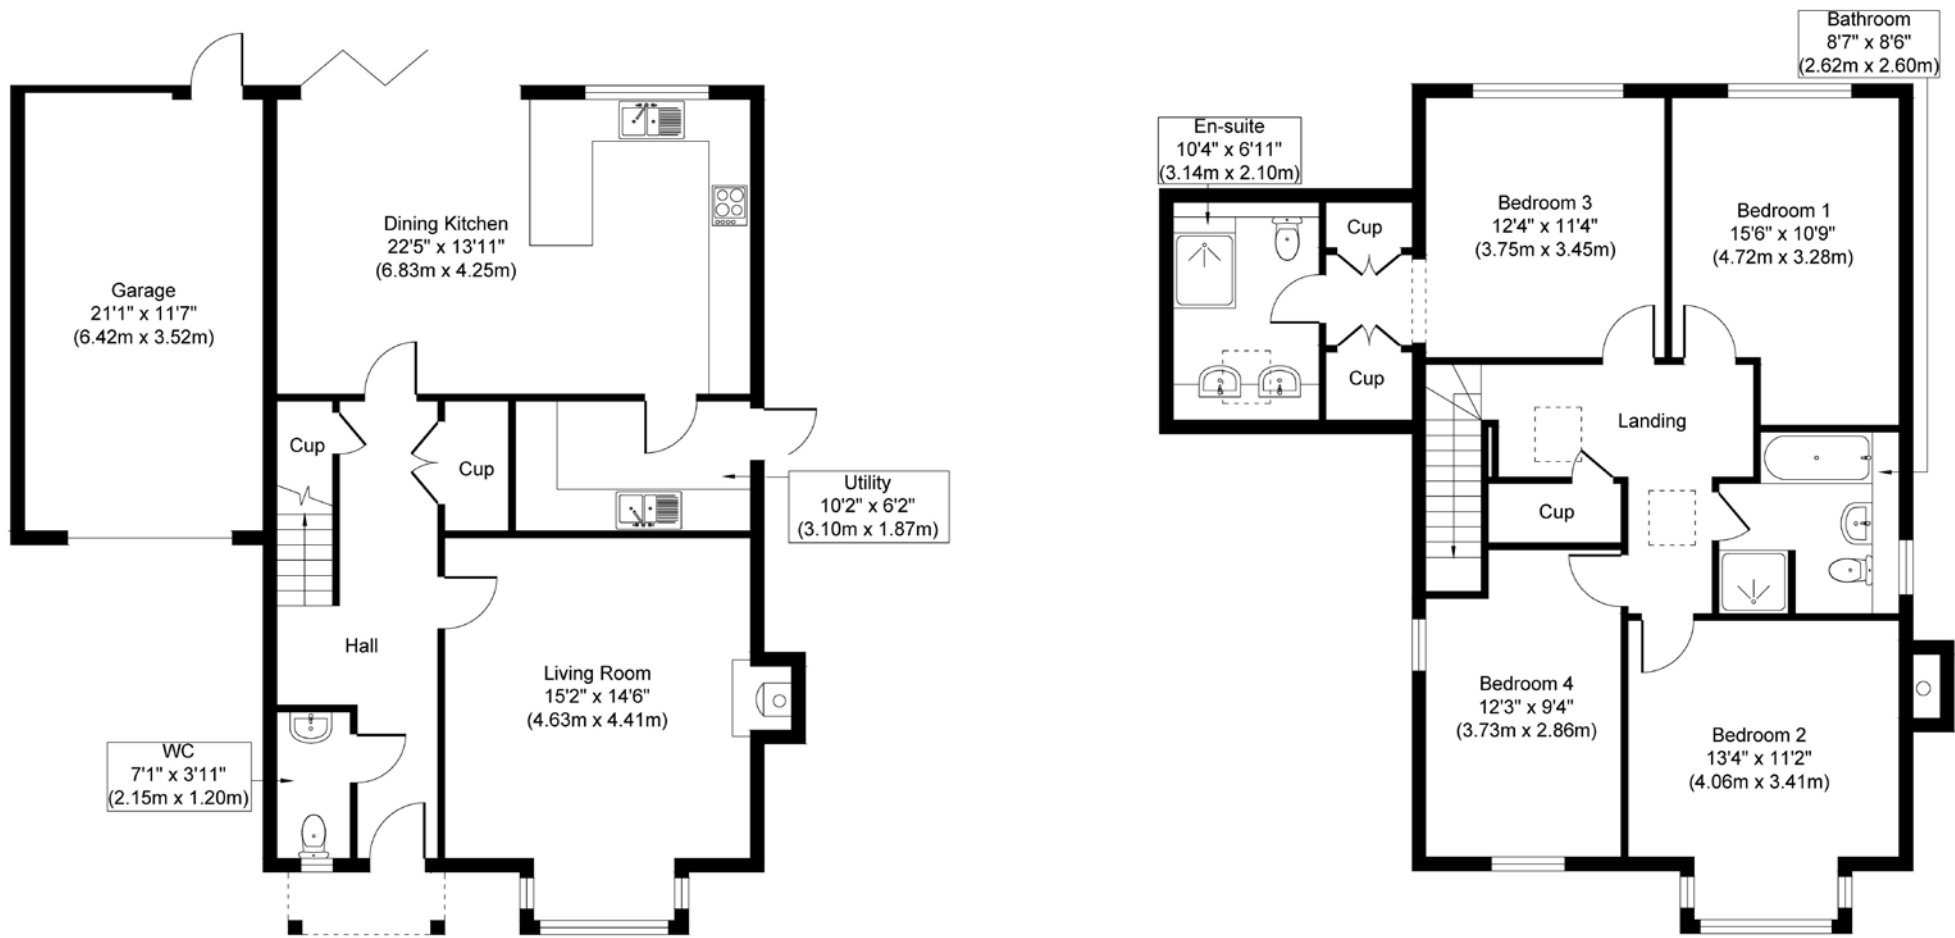 Garage
21'1" x 11'7"
(6.42m x 3.52m)
Dining Kitchen
22'5" x 13'11"
(6.83m x 4.25m)
Cup
Cup
Utility
10'2" x 6'2"
(3.10m x 1.87m)
Hall
Living Room
15'2" x 14'6"
(4.63m x 4.41m)
WC
7'1" x 3'11"
(2.15m x 1.20m)
Bathroom
8'7" x 8'6"
(2.62m x 2.60m)
En-suite
10'4" x 6'11"
(3.14m x 2.10m)
Cup
Cup
Bedroom 3
12'4" x 11'4"
(3.75m x 3.45m)
Bedroom 1
15'6" x 10'9"
(4.72m x 3.28m)
Landing
Cup
Bedroom 4
12'3" x 9'4"
(3.73m x 2.86m)
Bedroom 2
13'4" x 11'2"
(4.06m x 3.41m)